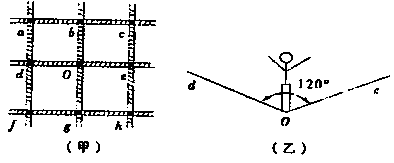 a b c
d O e
f g h
(甲)
120°
d e
O
(乙)